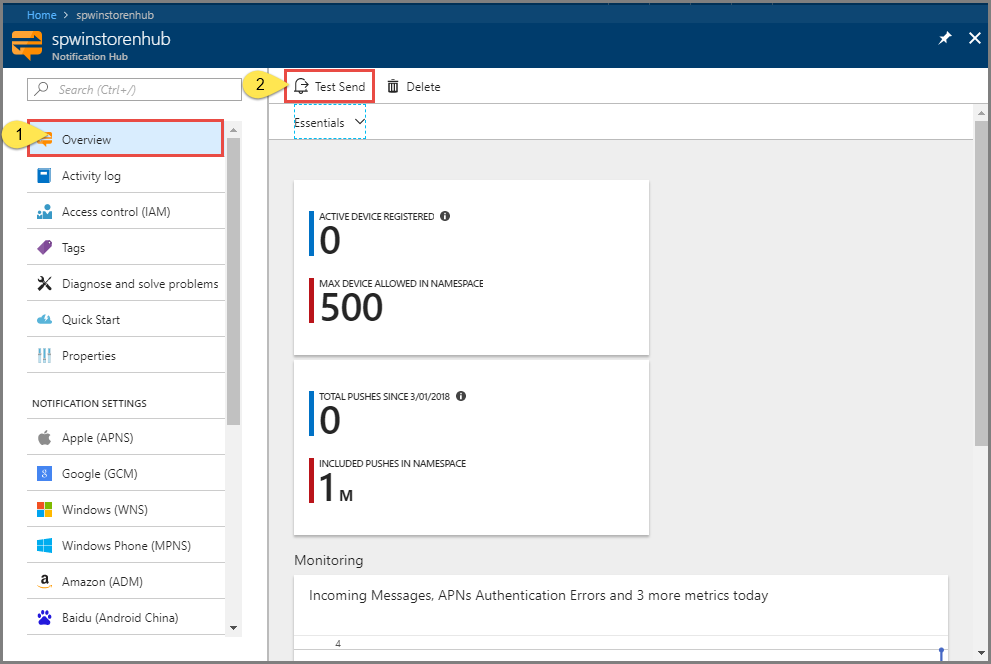 Home > spwinstorenhub
spwinstorenhub
Notification Hub
Search (Ctrl+/)
1
Overview
Activity log
Access control (IAM)
Tags
Diagnose and solve problems
Quick Start
Properties
NOTIFICATION SETTINGS
Apple (APNS)
Google (GCM)
Windows (WNS)
Windows Phone (MPNS)
Amazon (ADM)
Baidu (Android China)
2
Test Send
Delete
Essentials
ACTIVE DEVICE REGISTERED
0
MAX DEVICE ALLOWED IN NAMESPACE
500
TOTAL PUSHES SINCE 3/01/2018
0
INCLUDED PUSHES IN NAMESPACE
1 M
Monitoring
Incoming Messages, APNs Authentication Errors and 3 more metrics today
4